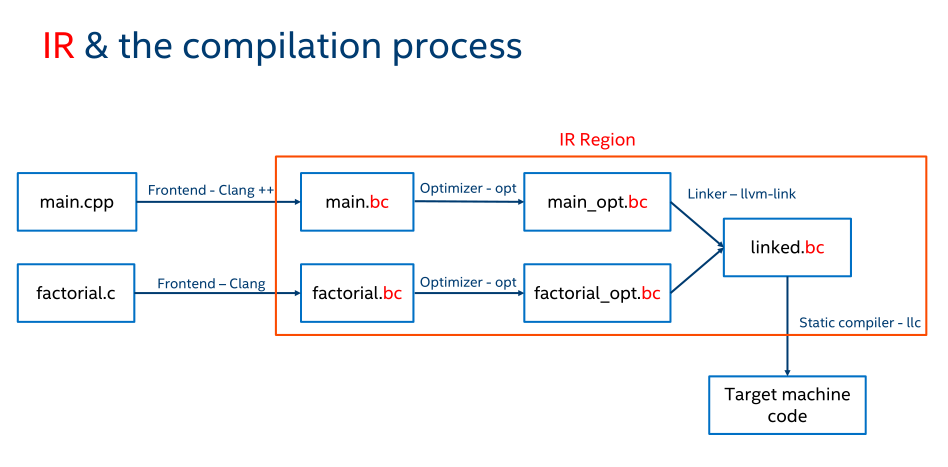 IR & the compilation process
IR Region
main.cpp
Frontend - Clang ++
main.bc
Optimizer - opt
main_opt.bc
Linker – llvm-link
linked.bc
factorial.c
Frontend – Clang
factorial.bc
Optimizer - opt
factorial_opt.bc
Static compiler - llc
Target machine
code